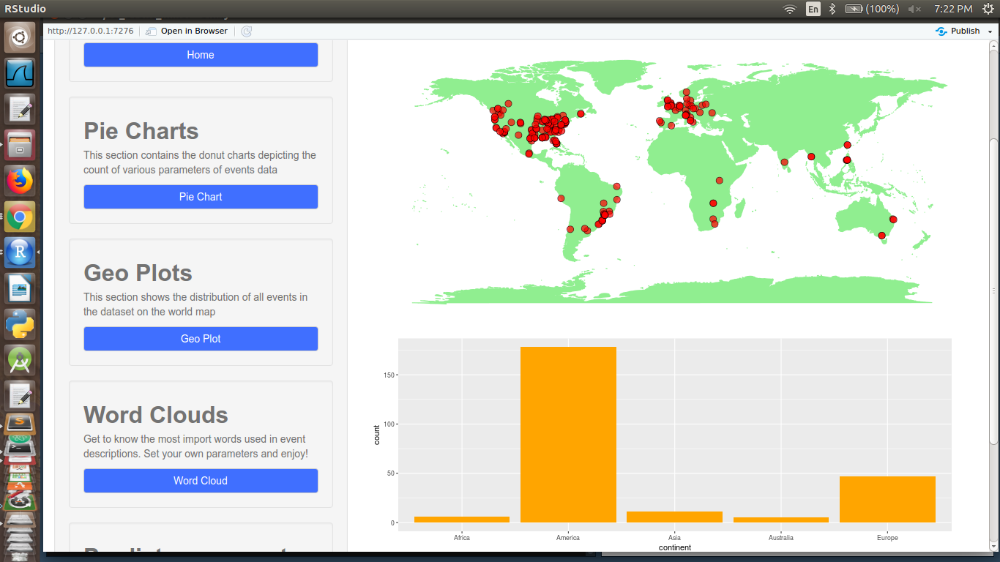 RStudio
En
(100%)
7:22 PM
http://127.0.0.1:7276
Open in Browser
Publish
Home
Pie Charts
This section contains the donut charts depicting the
count of various parameters of events data
Pie Chart
Geo Plots
This section shows the distribution of all events in
the dataset on the world map
Geo Plot
Word Clouds
Get to know the most import words used in event
descriptions. Set your own parameters and enjoy!
Word Cloud
150
100
50
0
count
Africa
America
Asia
Australia
Europe
continent